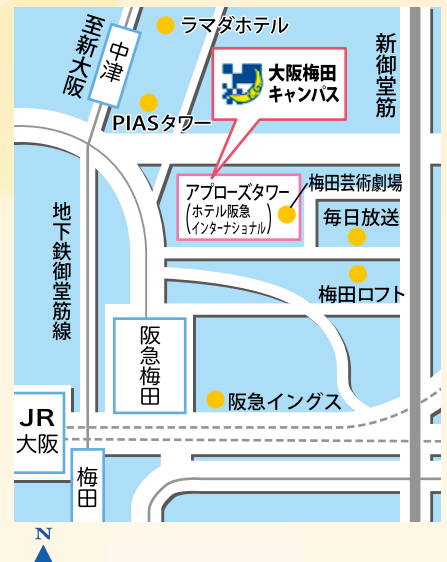 ラマダホテル
至新大阪
中津
新御堂筋
大阪梅田
キャンパス
PIASタワー
アプローズタワー
(ホテル阪急
インターナショナル)
梅田芸術劇場
毎日放送
地下鉄御堂筋線
梅田ロフト
阪急梅田
阪急イングス
JR
大阪
梅田
N